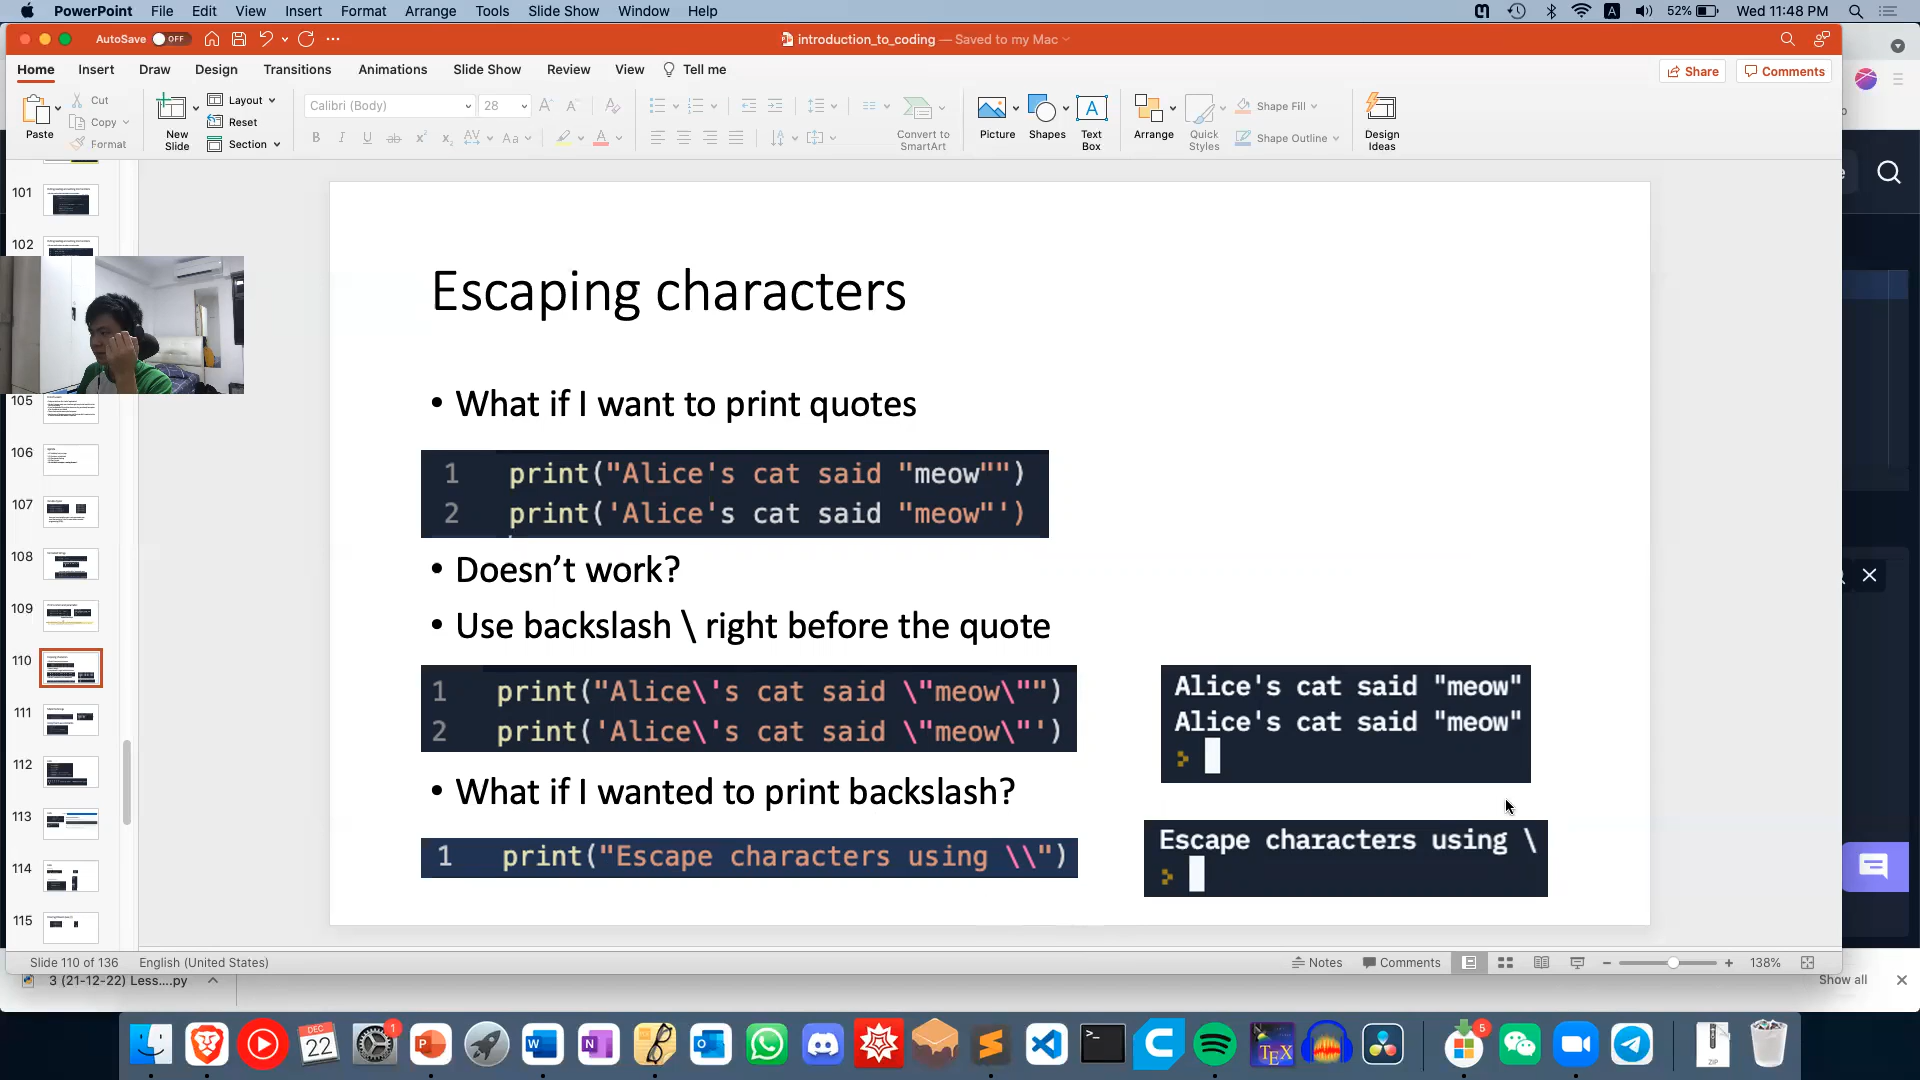 PowerPoint File Edit View Insert Format Arrange Tools Slide Show Window Help 52% Wed 11:48 PM
AutoSave OFF introduction_to_coding — Saved to my Mac
Home Insert Draw Design Transitions Animations Slide Show Review View Tell me Share Comments
Paste Cut Copy Format
New Slide Layout Reset Section
Calibri (Body) 28
Convert to SmartArt
Picture Shapes Text Box Arrange Quick Styles Shape Fill Shape Outline Design Ideas
101
102
105
106
107
108
109
110
111
112
113
114
115
Escaping characters
• What if I want to print quotes
1 print("Alice's cat said "meow"")
2 print('Alice's cat said "meow"')
• Doesn’t work?
• Use backslash \ right before the quote
1 print("Alice\'s cat said \"meow\"")
2 print('Alice\'s cat said \"meow\"')
Alice's cat said "meow"
Alice's cat said "meow"
• What if I wanted to print backslash?
1 print("Escape characters using \\")
Escape characters using \
Slide 110 of 136 English (United States) Notes Comments 138%
3 (21-12-22) Less....py Show all
DEC 22
1
5
TEX
ZIP